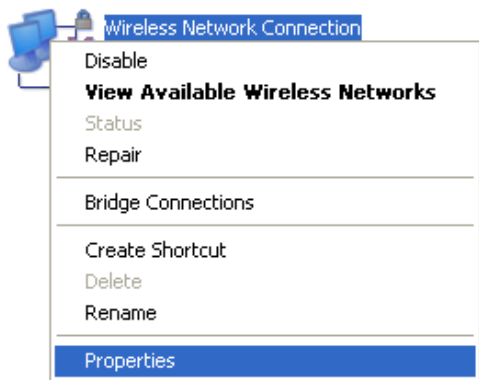 Wireless Network Connection
Disable
View Available Wireless Networks
Status
Repair
Bridge Connections
Create Shortcut
Delete
Rename
Properties